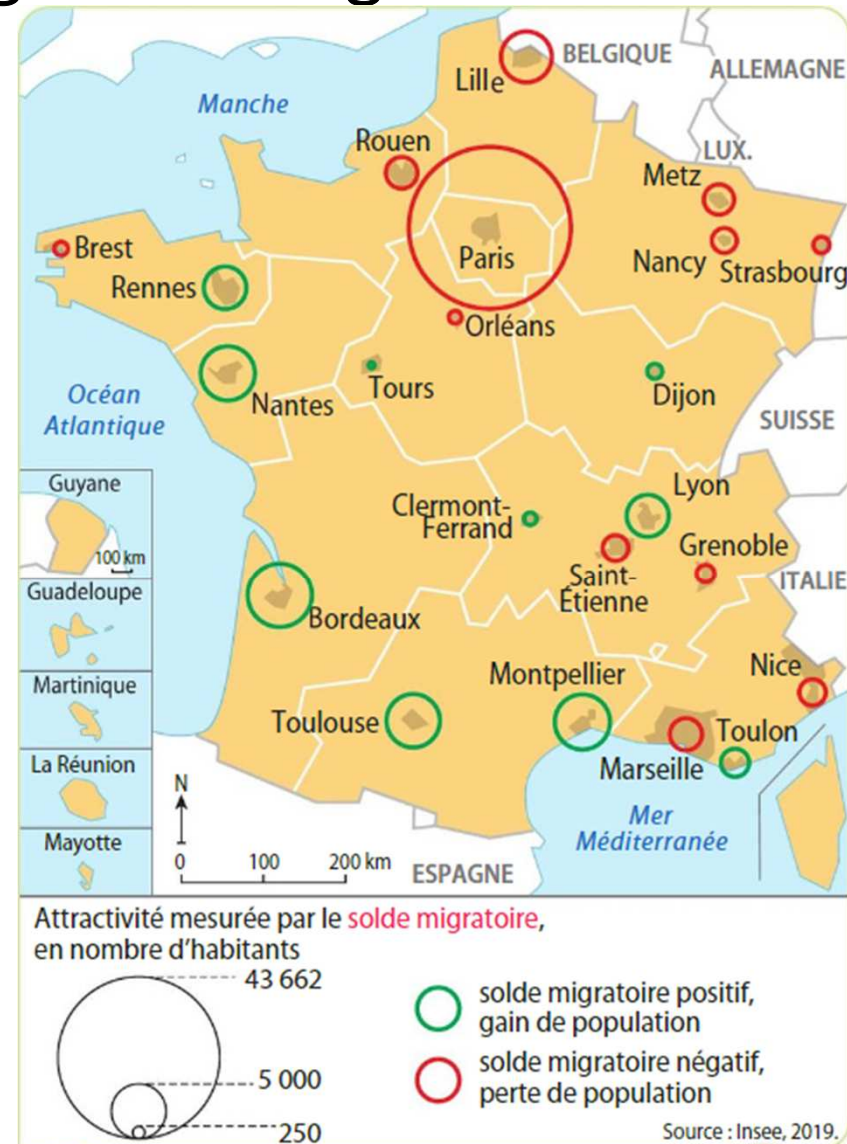 BELGIQUE
ALLEMAGNE
Lille
Manche
Rouen
LUX.
Metz
Brest
Paris
Nancy
Strasbourg
Rennes
Orléans
Océan
Atlantique
Nantes
Tours
Dijon
SUISSE
Guyane
100 km
Clermont-
Ferrand
Lyon
Grenoble
Saint-
Étienne
ITALIE
Guadeloupe
Bordeaux
Martinique
Montpellier
Nice
Toulouse
Toulon
Marseille
La Réunion
N
Mer
Méditerranée
Mayotte
0 100 200 km
ESPAGNE
Attractivité mesurée par le solde migratoire,
en nombre d'habitants
43 662
5 000
250
solde migratoire positif,
gain de population
solde migratoire négatif,
perte de population
Source : Insee, 2019.